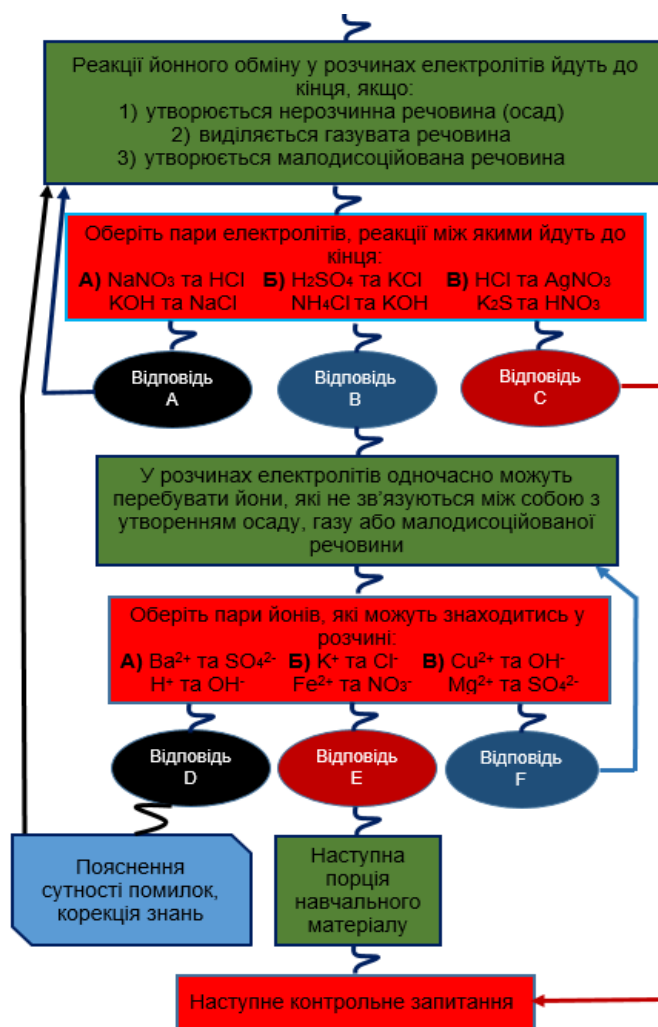 Реакції йонного обміну у розчинах електролітів йдуть до
кінця, якщо:
1) утворюється нерозчинна речовина (осад)
2) виділяється газувата речовина
3) утворюється малодисоційована речовина
Оберіть пари електролітів, реакції між якими йдуть до
кінця:
А) NaNO₃ та HCl Б) H₂SO₄ та KCl В) HCl та AgNO₃
KOH та NaCl NH₄Cl та KOH K₂S та HNO₃
Відповідь
A
Відповідь
B
Відповідь
C
У розчинах електролітів одночасно можуть
перебувати йони, які не зв’язуються між собою з
утворенням осаду, газу або малодисоційованої
речовини
Оберіть пари йонів, які можуть знаходитись у
розчині:
А) Ba²⁺ та SO₄²⁻ Б) K⁺ та Cl⁻ В) Cu²⁺ та OH⁻
H⁺ та OH⁻ Fe²⁺ та NO₃⁻ Mg²⁺ та SO₄²⁻
Відповідь
D
Відповідь
E
Відповідь
F
Пояснення
сутності помилок,
корекція знань
Наступна
порція
навчального
матеріалу
Наступне контрольне запитання